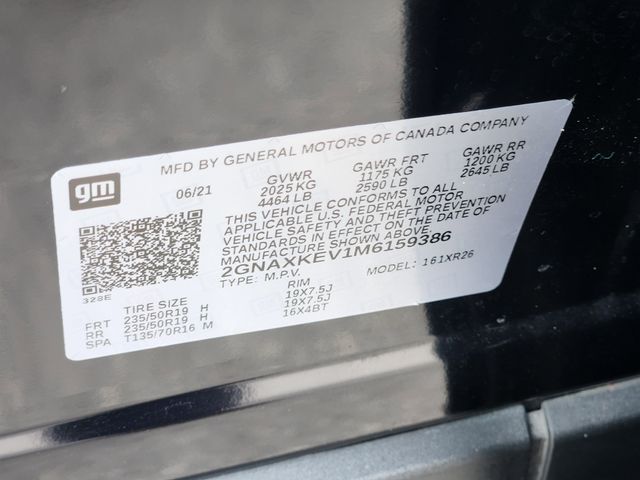 MFD BY GENERAL MOTORS OF CANADA COMPANY
gm
06/21
GVWR GAWR FRT GAWR RR
2025 KG 1175 KG 1200 KG
4464 LB 2590 LB 2645 LB
THIS VEHICLE CONFORMS TO ALL
APPLICABLE U.S. FEDERAL MOTOR
VEHICLE SAFETY AND THEFT PREVENTION
STANDARDS IN EFFECT ON THE DATE OF
MANUFACTURE SHOWN ABOVE.
2GNAXKEV1M6159386
TYPE: M.P.V. MODEL: 161XR26
328E
TIRE SIZE RIM
FRT 235/50R19 H 19X7.5J
RR 235/50R19 H 19X7.5J
SPA T135/70R16 M 16X4BT